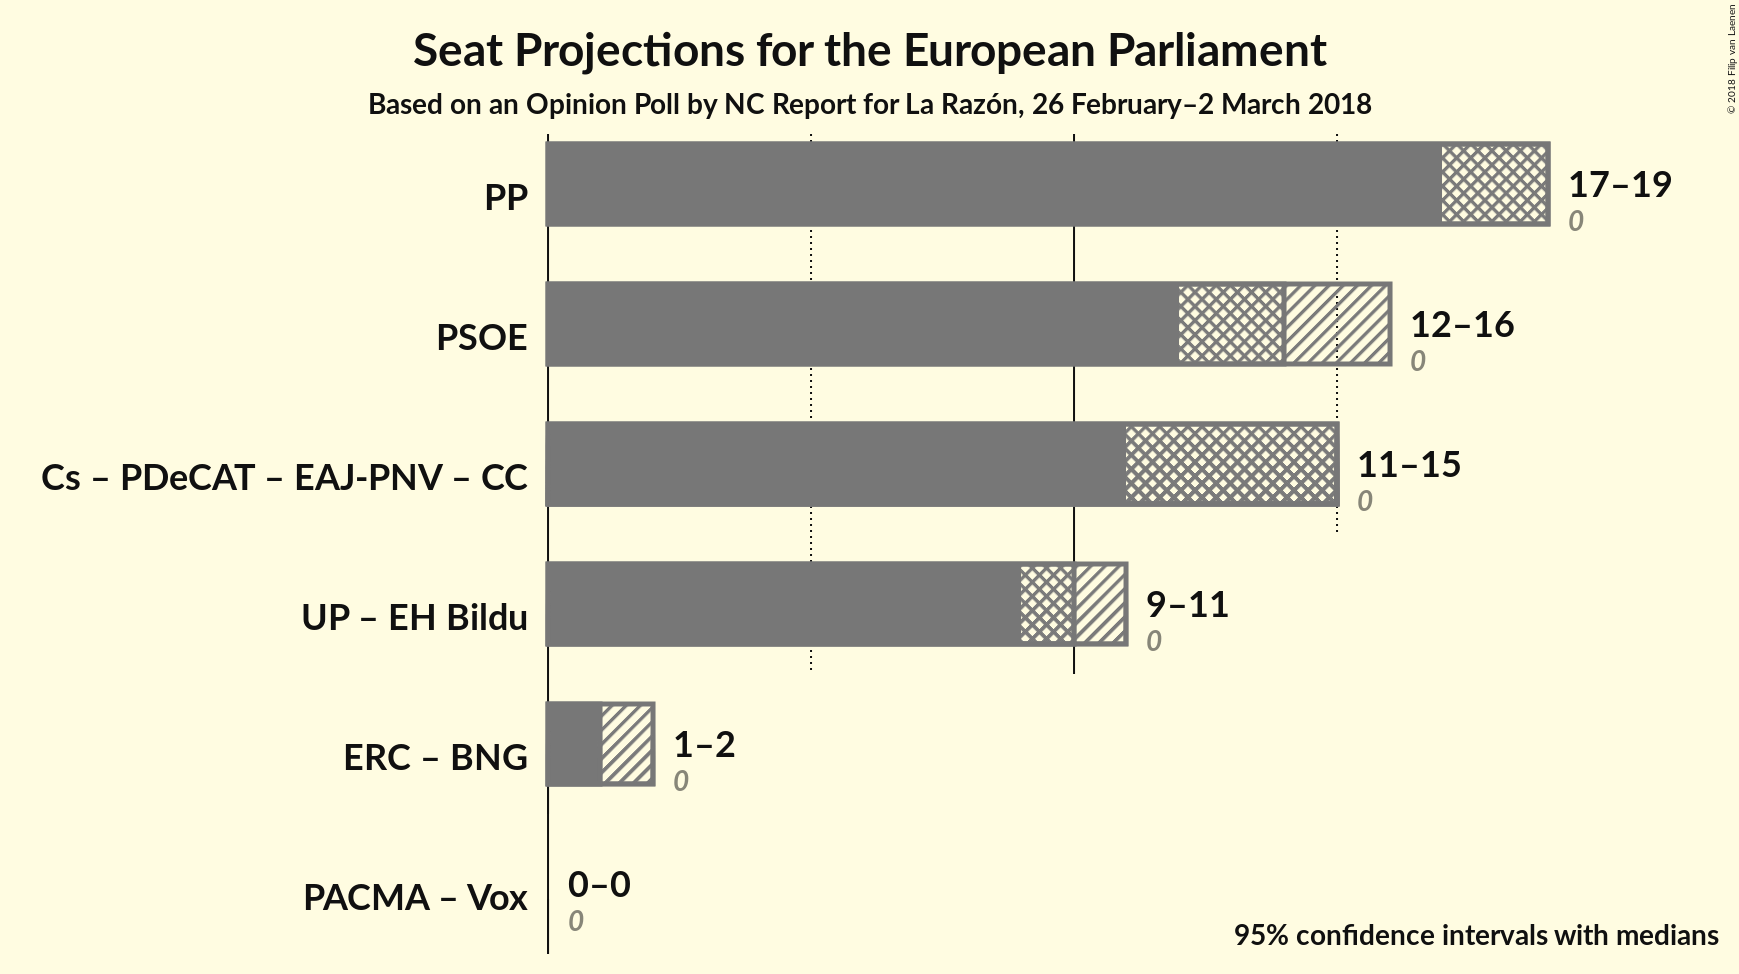 Seat Projections for the European Parliament
Based on an Opinion Poll by NC Report for La Razón, 26 February–2 March 2018
© 2018 Filip van Laenen
PP
17–19
0
PSOE
12–16
0
Cs – PDeCAT – EAJ-PNV – CC
11–15
0
UP – EH Bildu
9–11
0
ERC – BNG
1–2
0
PACMA – Vox
0–0
0
95% confidence intervals with medians